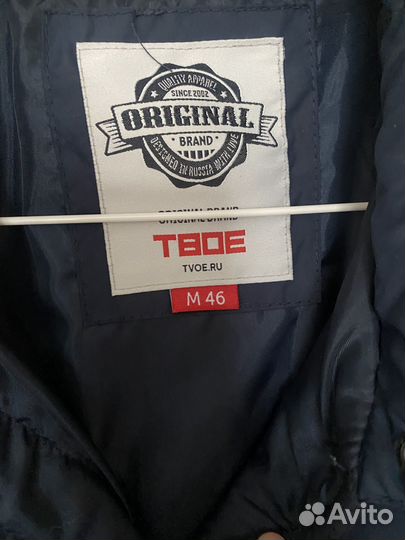 QUALITY APPAREL
SINCE 2002
ORIGINAL
BRAND
DESIGNED IN RUSSIA WITH LOVE
ORIGINAL BRAND
ТВОЕ
TVOE.RU
M 46
Avito